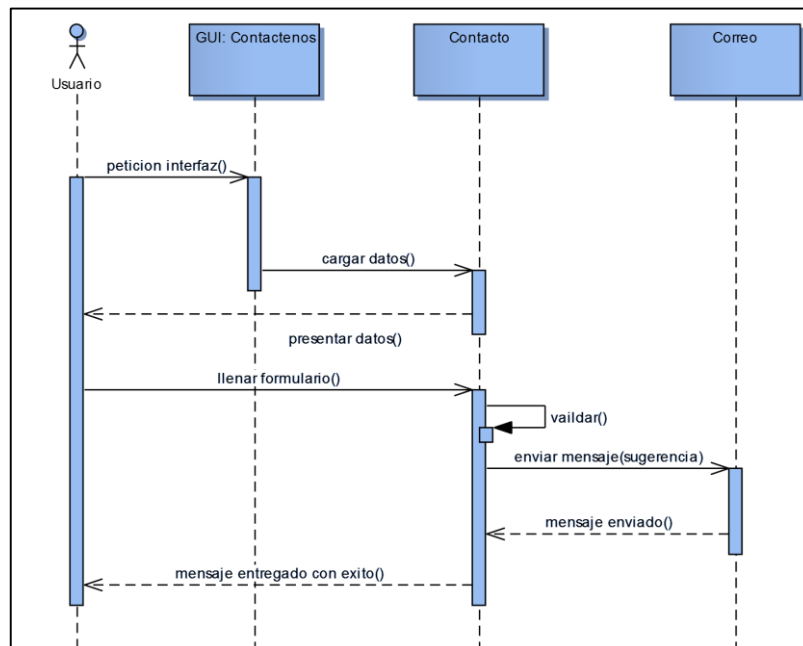 GUI: Contactenos
Contacto
Correo
Usuario
peticion interfaz()
cargar datos()
presentar datos()
llenar formulario()
vaildar()
enviar mensaje(sugerencia)
mensaje enviado()
mensaje entregado con exito()